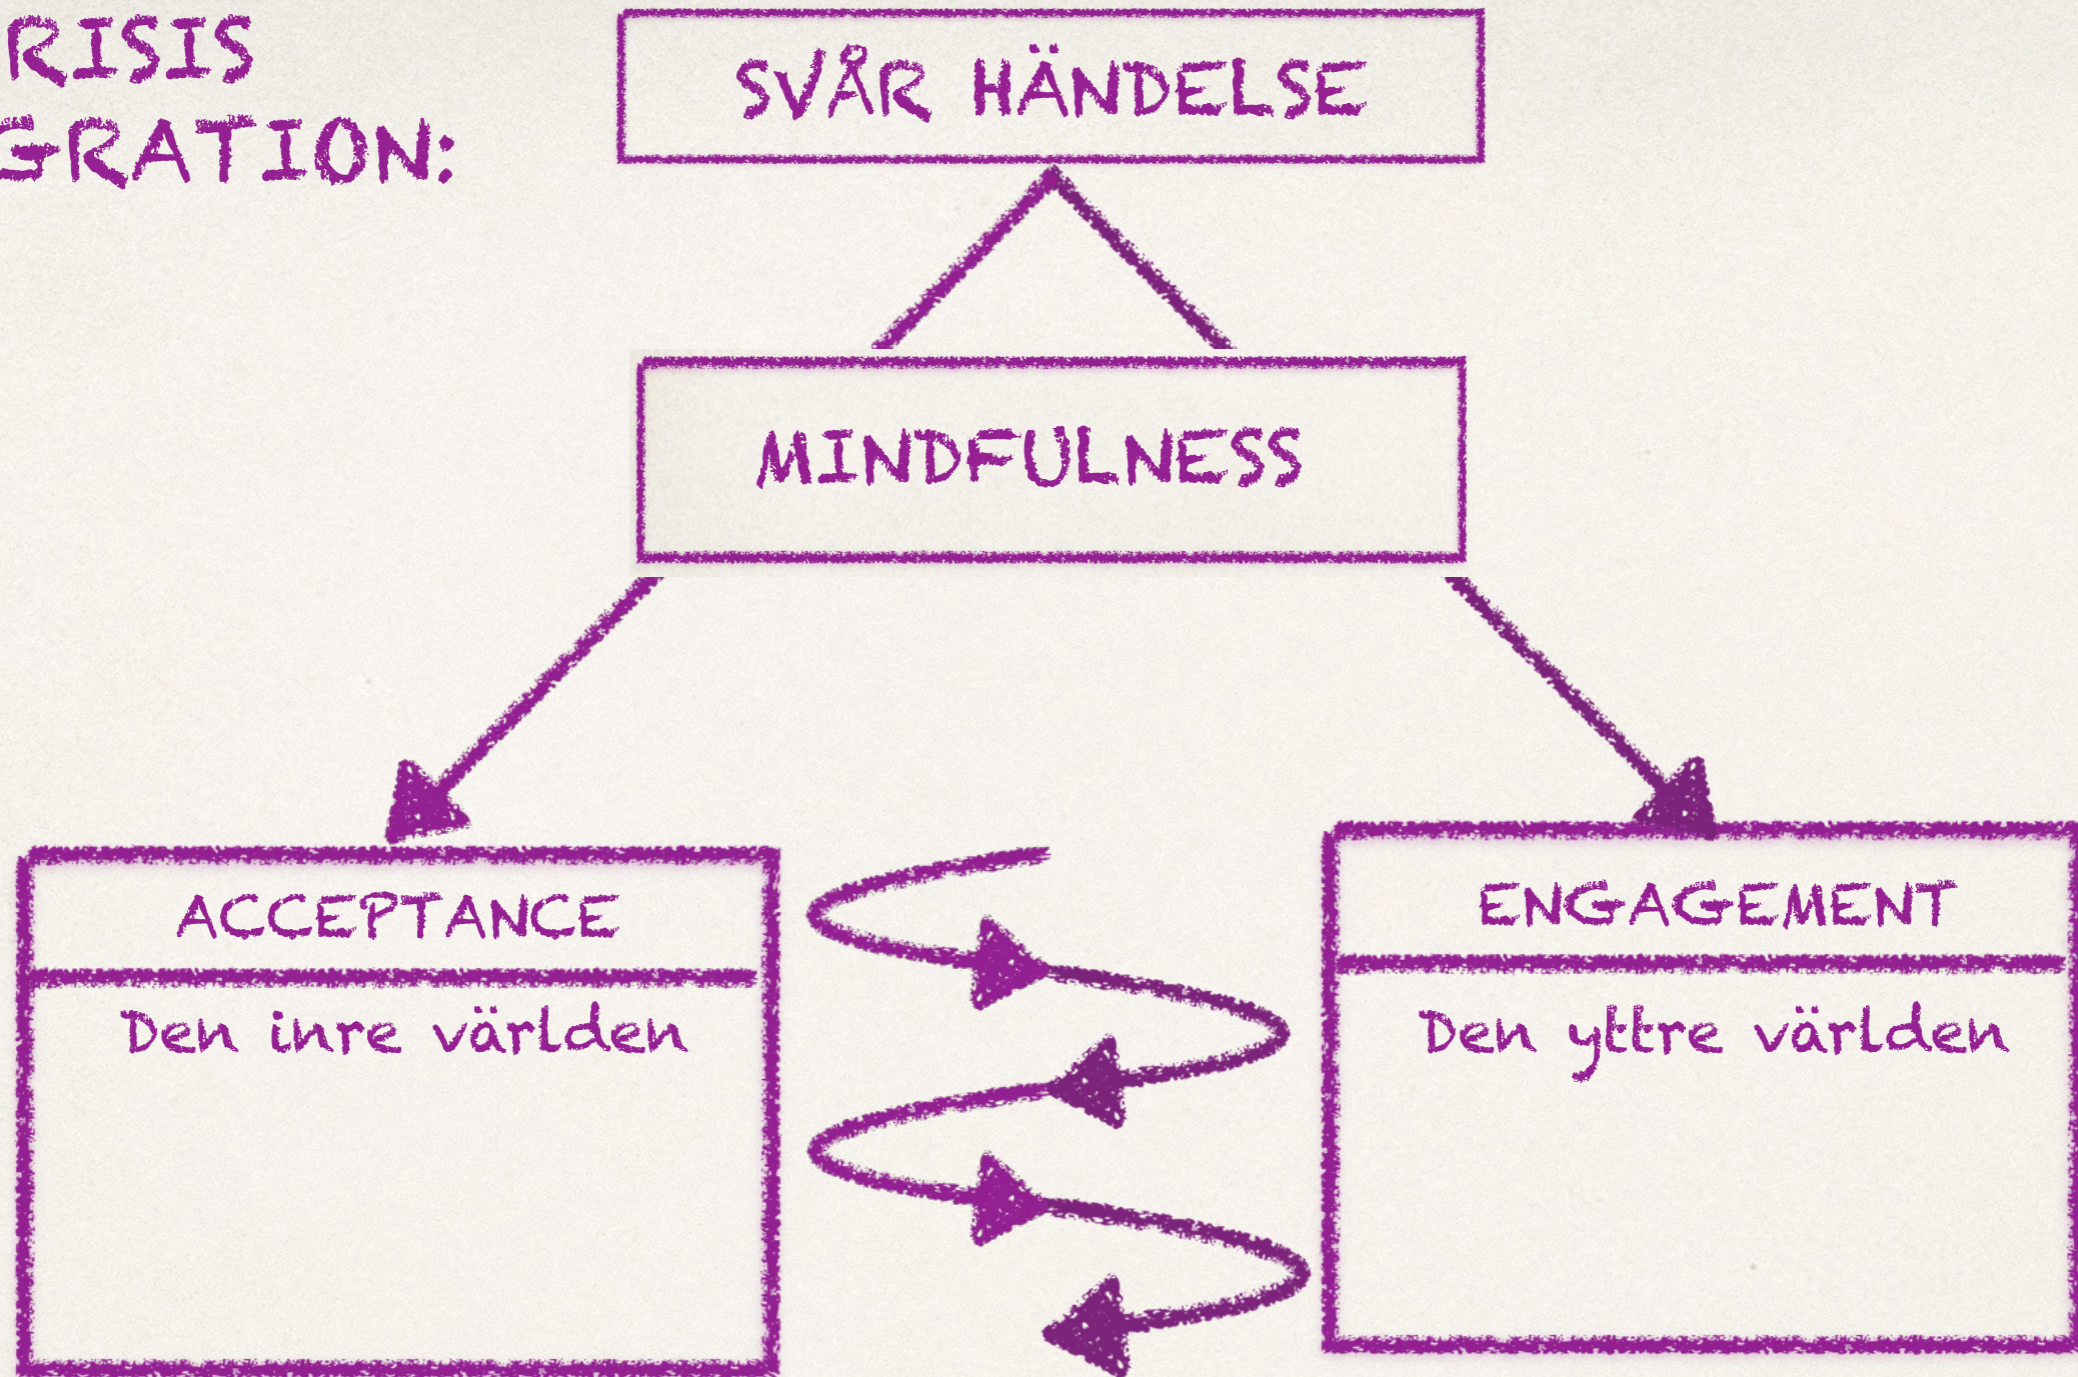 RISIS
GRATION:
SVÅR HÄNDELSE
MINDFULNESS
ACCEPTANCE
Den inre världen
ENGAGEMENT
Den yttre världen